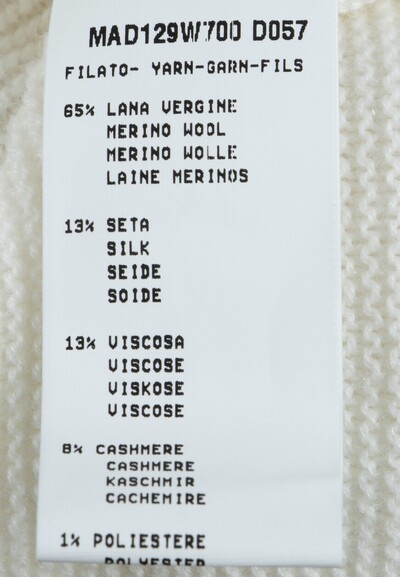 MAD129W700 D057
FILATO- YARN-GARN-FILS
65% LANA VERGINE
MERINO WOOL
MERINO WOLLE
LAINE MERINOS
13% SETA
SILK
SEIDE
SOIDE
13% VISCOSA
VISCOSE
VISKOSE
VISCOSE
8% CASHMERE
CASHMERE
KASCHMIR
CACHEMIRE
1% POLIESTERE
POLYESTER